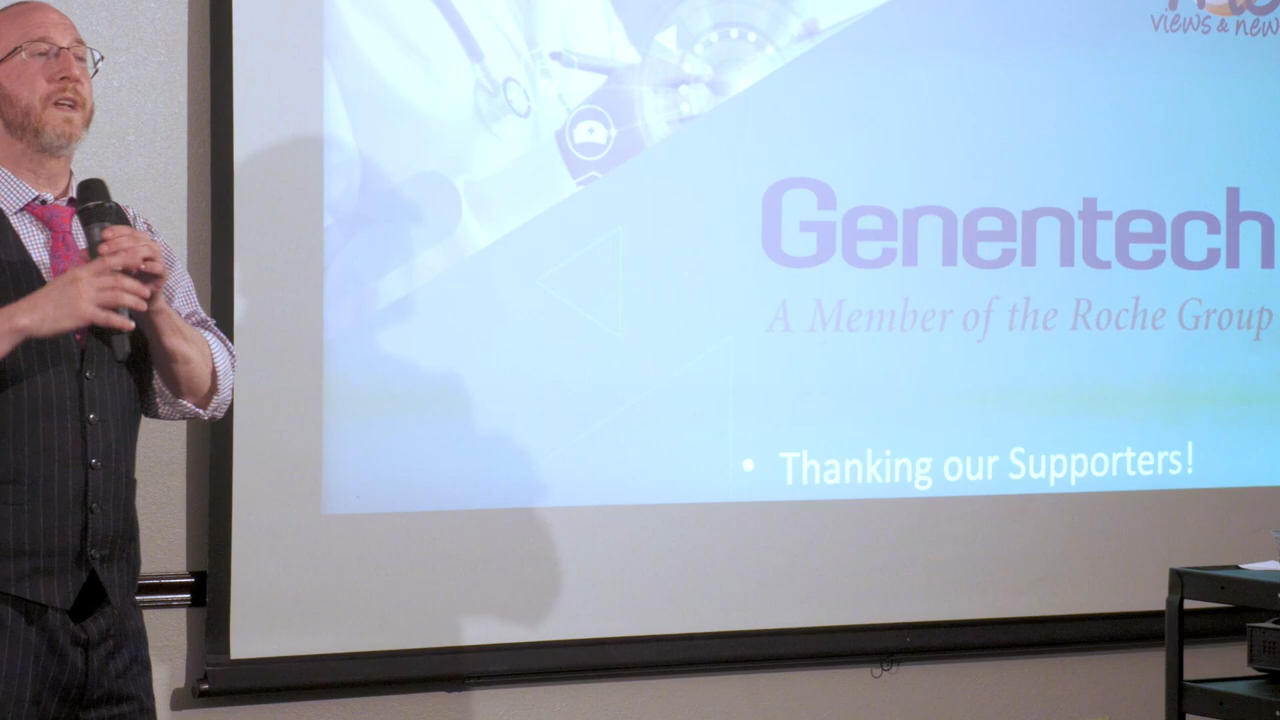 views & new
Genentech
A Member of the Roche Group
• Thanking our Supporters!